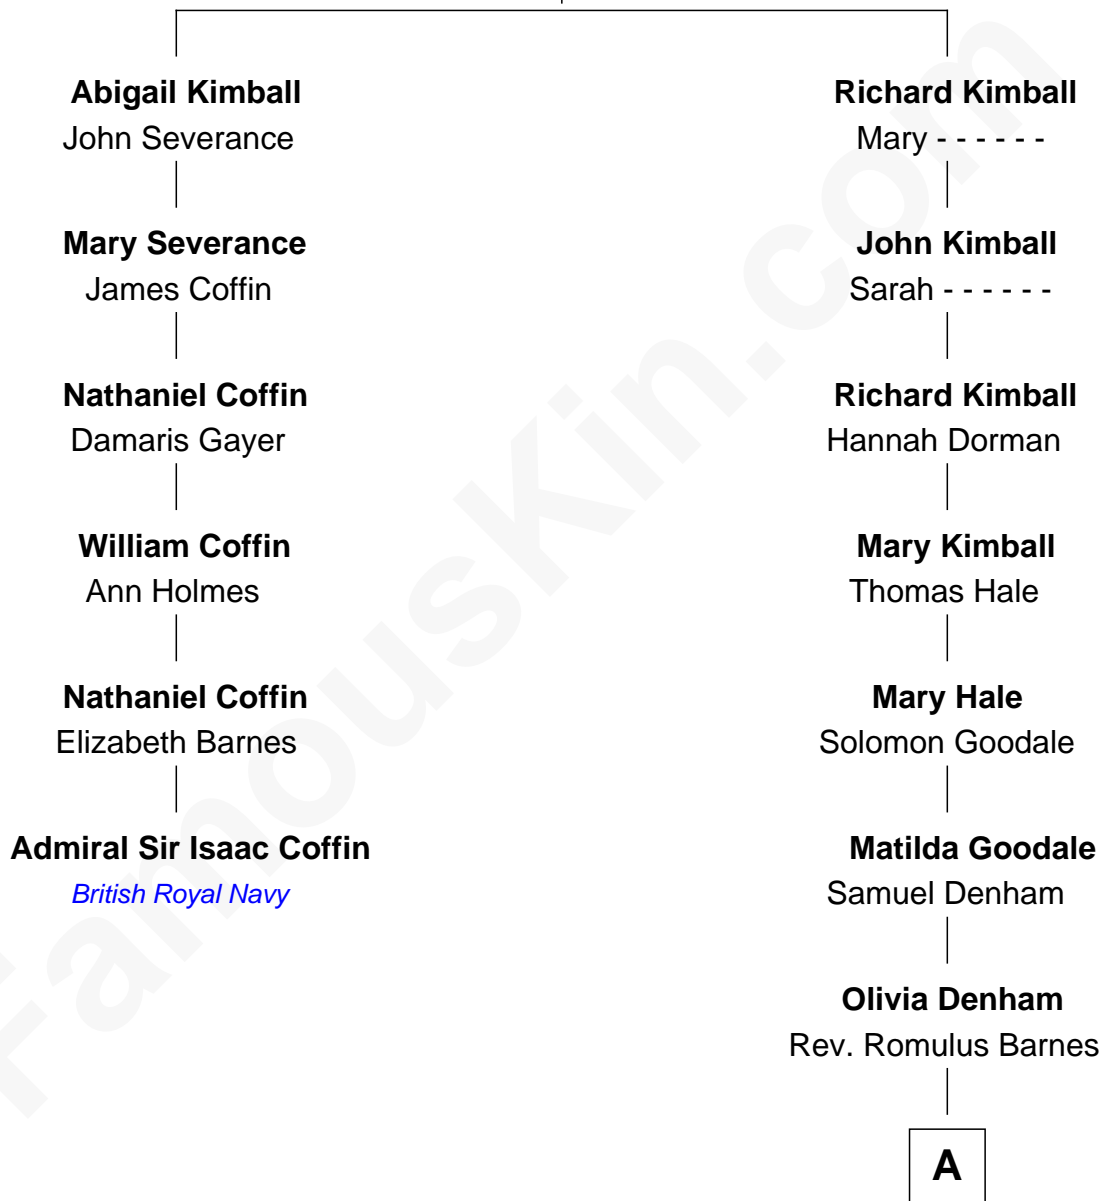 Abigail Kimball
John Severance
Mary Severance
James Coffin
Nathaniel Coffin
Damaris Gayer
William Coffin
Ann Holmes
Nathaniel Coffin
Elizabeth Barnes
Admiral Sir Isaac Coffin
British Royal Navy
Richard Kimball
Mary - - - - - -
John Kimball
Sarah - - - - - -
Richard Kimball
Hannah Dorman
Mary Kimball
Thomas Hale
Mary Hale
Solomon Goodale
Matilda Goodale
Samuel Denham
Olivia Denham
Rev. Romulus Barnes
A
FamousKin.com